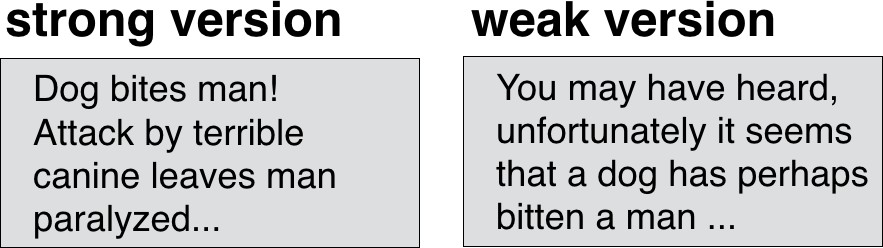 strong version
Dog bites man!
Attack by terrible
canine leaves man
paralyzed...
weak version
You may have heard,
unfortunately it seems
that a dog has perhaps
bitten a man ...